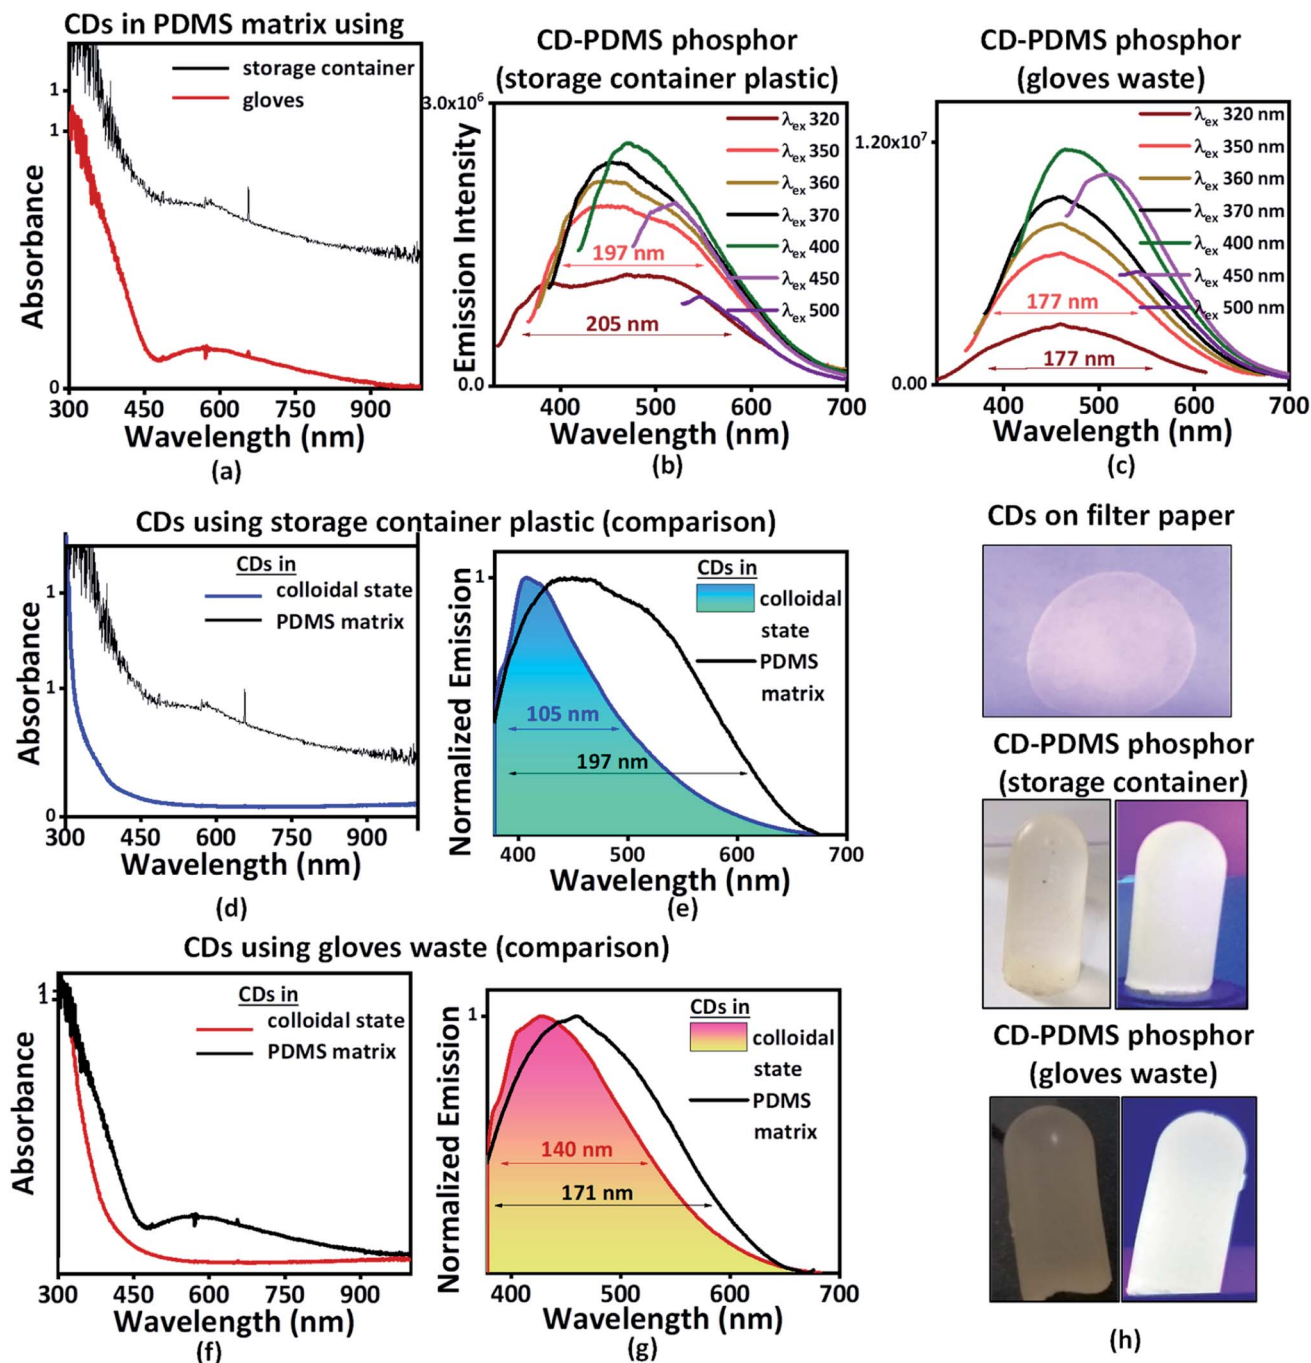 CDs in PDMS matrix using
storage container
gloves
1
1
0
300 450 600 750 900
Absorbance
Wavelength (nm)
(a)
CD-PDMS phosphor
(storage container plastic)
3.0x10⁶
0.0
Emission Intensity
λex 320
λex 350
λex 360
λex 370
λex 400
λex 450
λex 500
197 nm
205 nm
400 500 600 700
Wavelength (nm)
(b)
CD-PDMS phosphor
(gloves waste)
1.20x10⁷
0.00
λex 320 nm
λex 350 nm
λex 360 nm
λex 370 nm
λex 400 nm
λex 450 nm
λex 500 nm
177 nm
177 nm
400 500 600 700
Wavelength (nm)
(c)
CDs using storage container plastic (comparison)
CDs in
colloidal state
PDMS matrix
1
1
0
300 450 600 750 900
Absorbance
Wavelength (nm)
(d)
1
Normalized Emission
CDs in
colloidal
state
PDMS
matrix
105 nm
197 nm
400 500 600 700
Wavelength (nm)
(e)
CDs using gloves waste (comparison)
CDs in
colloidal state
PDMS matrix
1
1
300 450 600 750 900
Absorbance
Wavelength (nm)
(f)
1
Normalized Emission
CDs in
colloidal
state
PDMS
matrix
140 nm
171 nm
400 500 600 700
Wavelength (nm)
(g)
CDs on filter paper
CD-PDMS phosphor
(storage container)
CD-PDMS phosphor
(gloves waste)
(h)